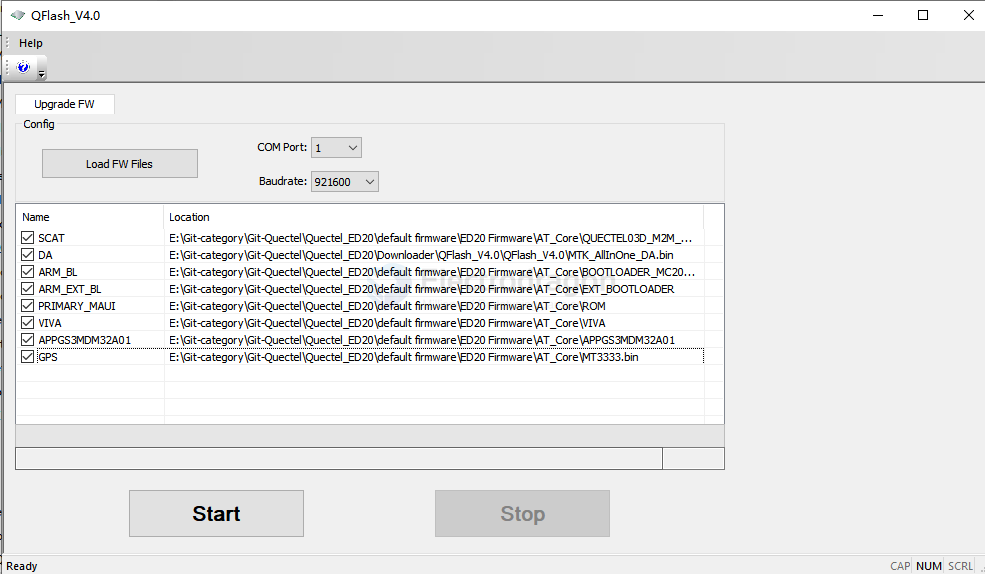 QFlash_V4.0
Help
Upgrade FW
Config
Load FW Files
COM Port: 1
Baudrate: 921600
Name Location
SCAT E:\Git-category\Git-Quectel\Quectel_ED20\default firmware\ED20 Firmware\AT_Core\QUECTEL03D_M2M_...
DA E:\Git-category\Git-Quectel\Quectel_ED20\Downloader\QFlash_V4.0\QFlash_V4.0\MTK_AllInOne_DA.bin
ARM_BL E:\Git-category\Git-Quectel\Quectel_ED20\default firmware\ED20 Firmware\AT_Core\BOOTLOADER_MC20...
ARM_EXT_BL E:\Git-category\Git-Quectel\Quectel_ED20\default firmware\ED20 Firmware\AT_Core\EXT_BOOTLOADER
PRIMARY_MAUI E:\Git-category\Git-Quectel\Quectel_ED20\default firmware\ED20 Firmware\AT_Core\ROM
VIVA E:\Git-category\Git-Quectel\Quectel_ED20\default firmware\ED20 Firmware\AT_Core\VIVA
APPGS3MDM32A01 E:\Git-category\Git-Quectel\Quectel_ED20\default firmware\ED20 Firmware\AT_Core\APPGS3MDM32A01
GPS E:\Git-category\Git-Quectel\Quectel_ED20\default firmware\ED20 Firmware\AT_Core\MT3333.bin
Start Stop
Ready CAP NUM SCRL